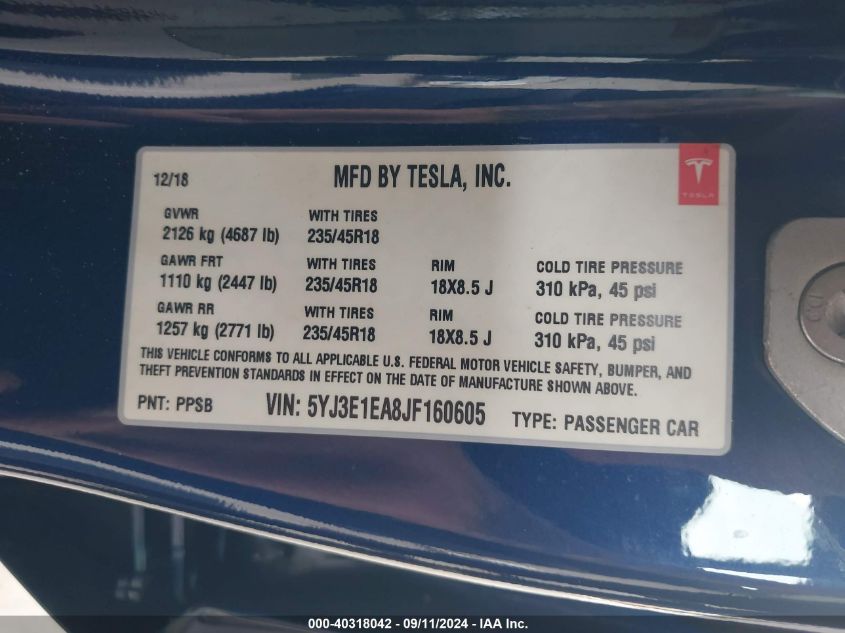 12/18 MFD BY TESLA, INC.
TESLA
GVWR WITH TIRES
2126 kg (4687 lb) 235/45R18
GAWR FRT WITH TIRES RIM COLD TIRE PRESSURE
1110 kg (2447 lb) 235/45R18 18X8.5 J 310 kPa, 45 psi
GAWR RR WITH TIRES RIM COLD TIRE PRESSURE
1257 kg (2771 lb) 235/45R18 18X8.5 J 310 kPa, 45 psi
THIS VEHICLE CONFORMS TO ALL APPLICABLE U.S. FEDERAL MOTOR VEHICLE SAFETY, BUMPER, AND
THEFT PREVENTION STANDARDS IN EFFECT ON THE DATE OF MANUFACTURE SHOWN ABOVE.
PNT: PPSB VIN: 5YJ3E1EA8JF160605 TYPE: PASSENGER CAR
000-40318042 - 09/11/2024 - IAA Inc.